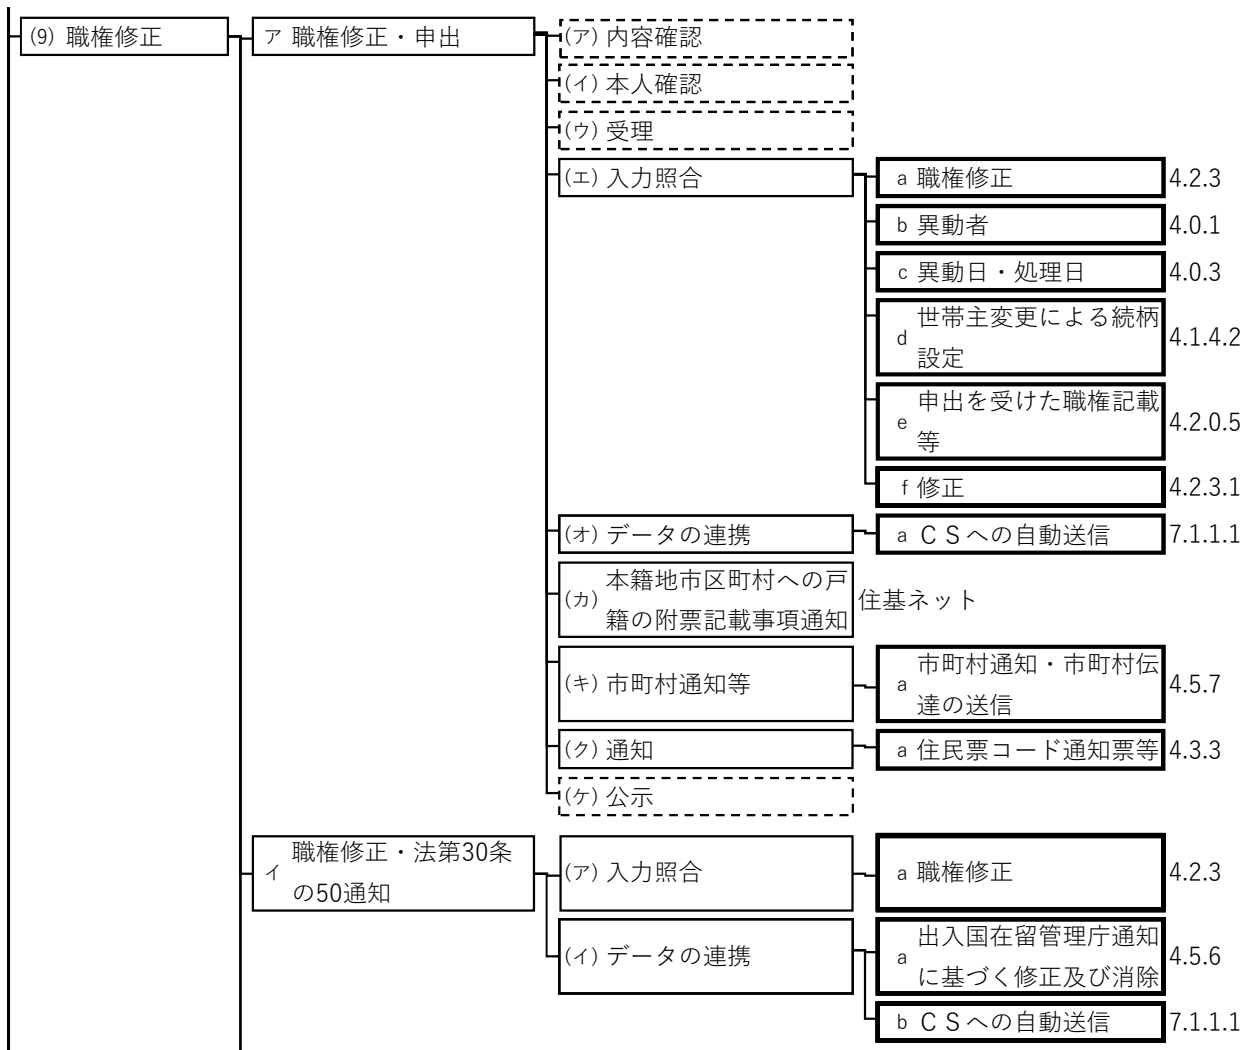 (9) 職権修正
ア 職権修正・申出
(ア) 内容確認
(イ) 本人確認
(ウ) 受理
(エ) 入力照合
a 職権修正 4.2.3
b 異動者 4.0.1
c 異動日・処理日 4.0.3
d 世帯主変更による続柄
設定 4.1.4.2
e 申出を受けた職権記載
等 4.2.0.5
f 修正 4.2.3.1
(オ) データの連携
a ＣＳへの自動送信 7.1.1.1
(カ) 本籍地市区町村への戸
籍の附票記載事項通知
住基ネット
(キ) 市町村通知等
a 市町村通知・市町村伝
達の送信 4.5.7
(ク) 通知
a 住民票コード通知票等 4.3.3
(ケ) 公示
イ 職権修正・法第30条
の50通知
(ア) 入力照合
a 職権修正 4.2.3
(イ) データの連携
a 出入国在留管理庁通知
に基づく修正及び消除 4.5.6
b ＣＳへの自動送信 7.1.1.1